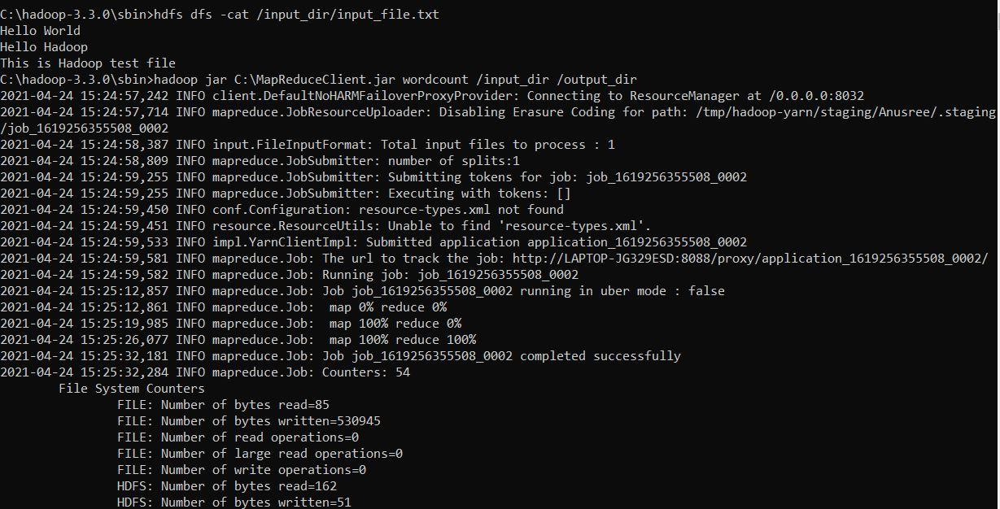 C:\hadoop-3.3.0\sbin>hdfs dfs -cat /input_dir/input_file.txt
Hello World
Hello Hadoop
This is Hadoop test file
C:\hadoop-3.3.0\sbin>hadoop jar C:\MapReduceClient.jar wordcount /input_dir /output_dir
2021-04-24 15:24:57,242 INFO client.DefaultNoHARMFailoverProxyProvider: Connecting to ResourceManager at /0.0.0.0:8032
2021-04-24 15:24:57,714 INFO mapreduce.JobResourceUploader: Disabling Erasure Coding for path: /tmp/hadoop-yarn/staging/Anusree/.staging
/job_1619256355508_0002
2021-04-24 15:24:58,387 INFO input.FileInputFormat: Total input files to process : 1
2021-04-24 15:24:58,809 INFO mapreduce.JobSubmitter: number of splits:1
2021-04-24 15:24:59,255 INFO mapreduce.JobSubmitter: Submitting tokens for job: job_1619256355508_0002
2021-04-24 15:24:59,255 INFO mapreduce.JobSubmitter: Executing with tokens: []
2021-04-24 15:24:59,450 INFO conf.Configuration: resource-types.xml not found
2021-04-24 15:24:59,451 INFO resource.ResourceUtils: Unable to find 'resource-types.xml'.
2021-04-24 15:24:59,533 INFO impl.YarnClientImpl: Submitted application application_1619256355508_0002
2021-04-24 15:24:59,581 INFO mapreduce.Job: The url to track the job: http://LAPTOP-JG329ESD:8088/proxy/application_1619256355508_0002/
2021-04-24 15:24:59,582 INFO mapreduce.Job: Running job: job_1619256355508_0002
2021-04-24 15:25:12,857 INFO mapreduce.Job: Job job_1619256355508_0002 running in uber mode : false
2021-04-24 15:25:12,861 INFO mapreduce.Job:  map 0% reduce 0%
2021-04-24 15:25:19,985 INFO mapreduce.Job:  map 100% reduce 0%
2021-04-24 15:25:26,077 INFO mapreduce.Job:  map 100% reduce 100%
2021-04-24 15:25:32,181 INFO mapreduce.Job: Job job_1619256355508_0002 completed successfully
2021-04-24 15:25:32,284 INFO mapreduce.Job: Counters: 54
File System Counters
FILE: Number of bytes read=85
FILE: Number of bytes written=530945
FILE: Number of read operations=0
FILE: Number of large read operations=0
FILE: Number of write operations=0
HDFS: Number of bytes read=162
HDFS: Number of bytes written=51